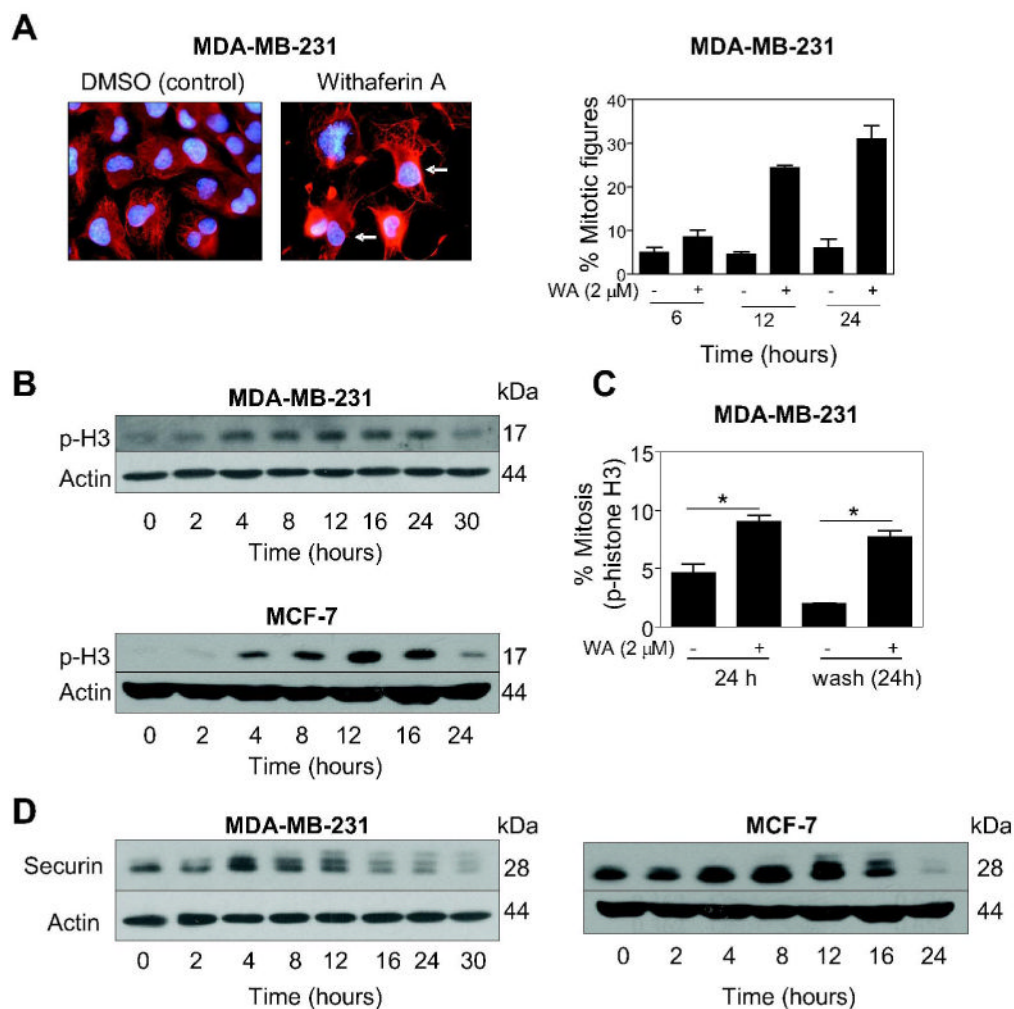 A
MDA-MB-231
DMSO (control)
Withaferin A
MDA-MB-231
% Mitotic figures
40
30
20
10
0
WA (2 µM)
- + - + - +
6 12 24
Time (hours)
B
MDA-MB-231
kDa
p-H3
17
Actin
44
0 2 4 8 12 16 24 30
Time (hours)
MCF-7
p-H3
17
Actin
44
0 2 4 8 12 16 24
Time (hours)
C
MDA-MB-231
% Mitosis
(p-histone H3)
15
10
5
0
* *
WA (2 µM)
- + - +
24 h wash (24h)
D
MDA-MB-231
kDa
Securin
28
Actin
44
0 2 4 8 12 16 24 30
Time (hours)
MCF-7
kDa
28
44
0 2 4 8 12 16 24
Time (hours)